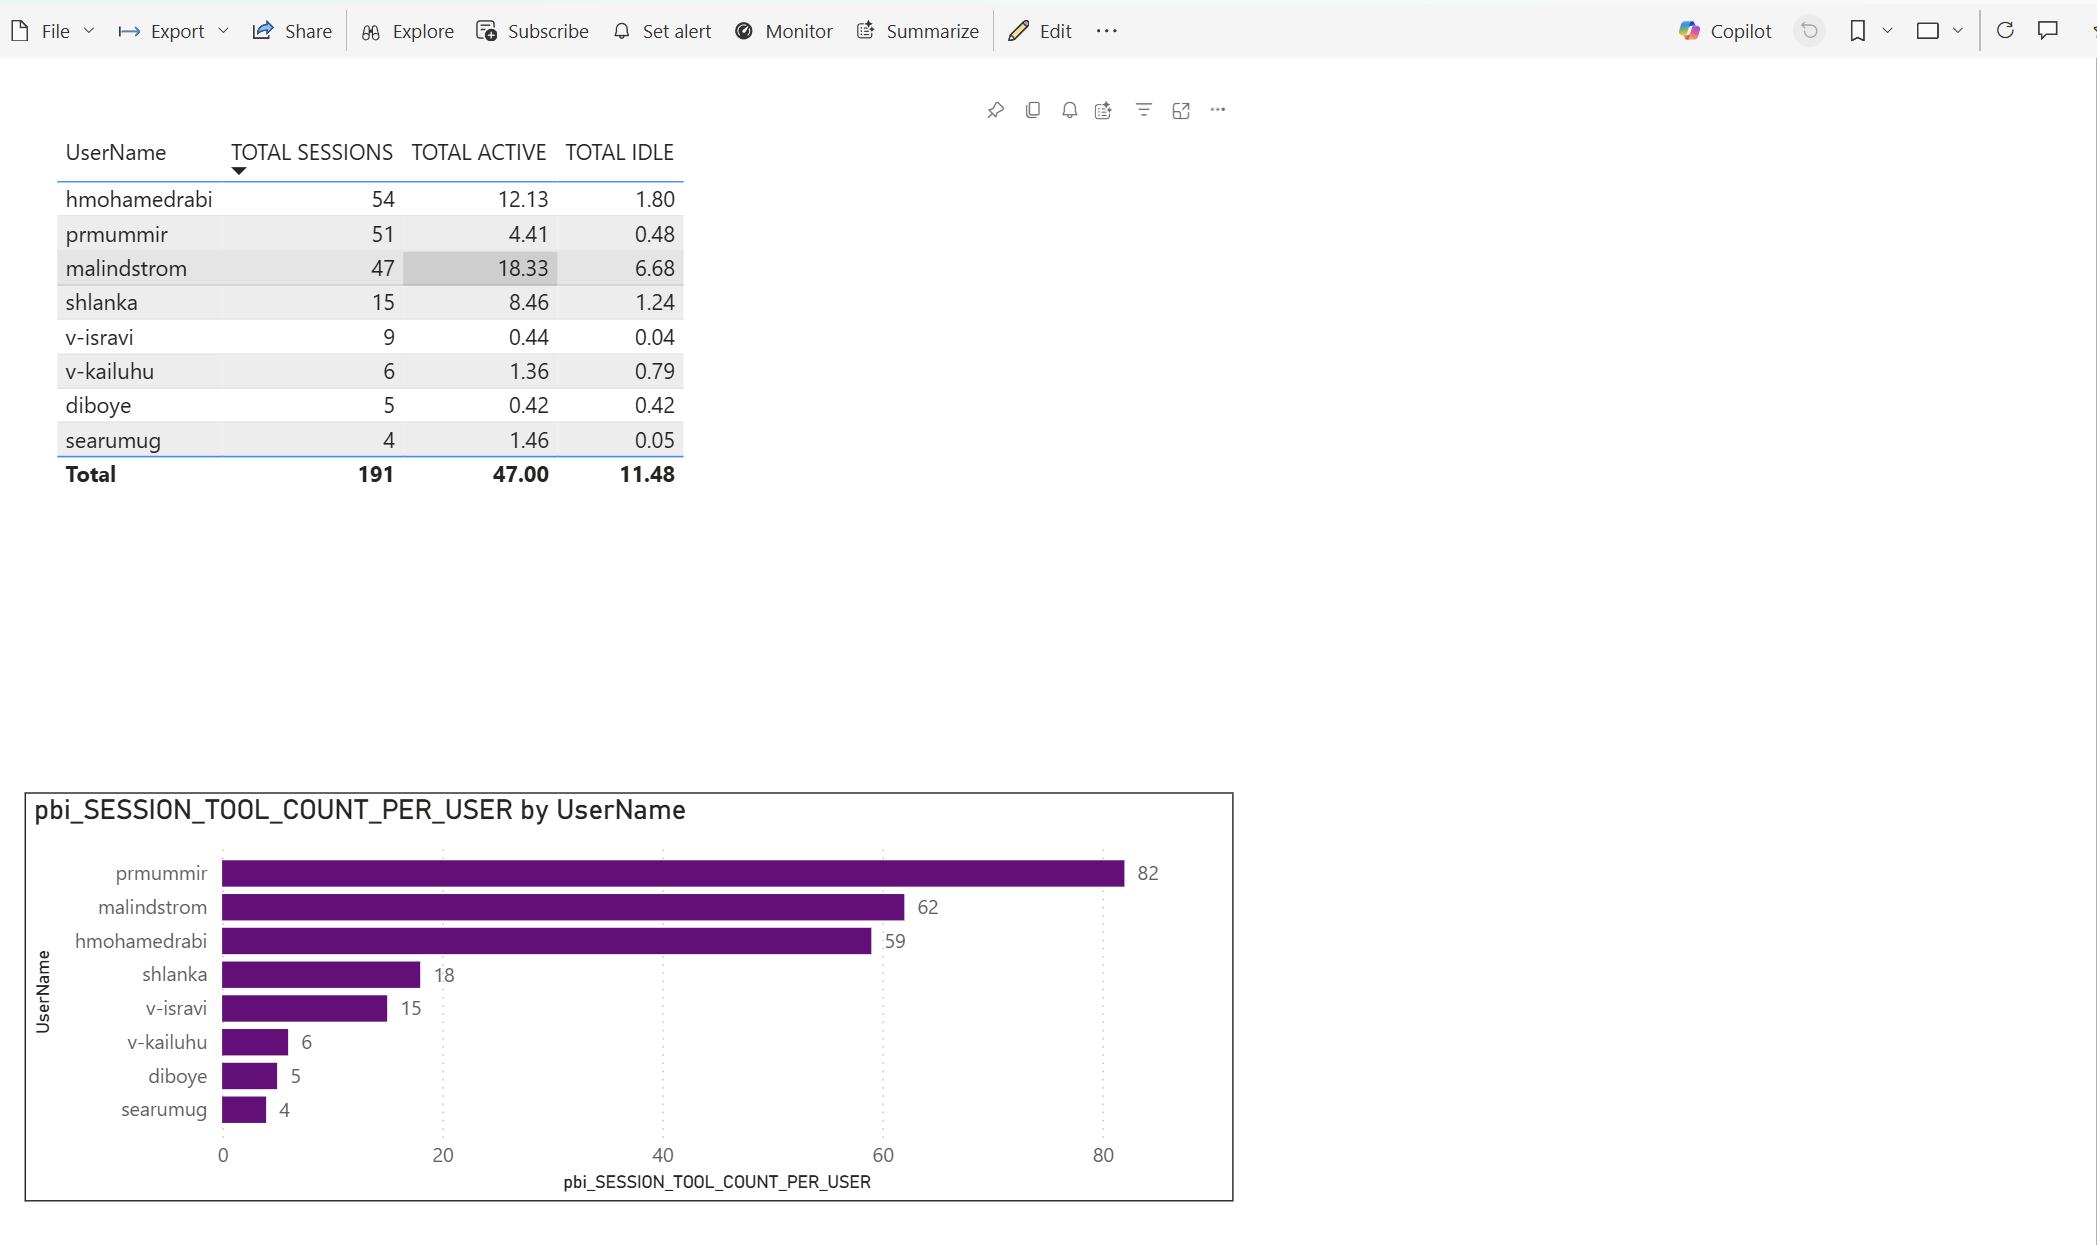 File Export Share Explore Subscribe Set alert Monitor Summarize Edit ... Copilot
UserName TOTAL SESSIONS TOTAL ACTIVE TOTAL IDLE
hmohamedrabi 54 12.13 1.80
prmummir 51 4.41 0.48
malindstrom 47 18.33 6.68
shlanka 15 8.46 1.24
v-isravi 9 0.44 0.04
v-kailuhu 6 1.36 0.79
diboye 5 0.42 0.42
searumug 4 1.46 0.05
Total 191 47.00 11.48
pbi_SESSION_TOOL_COUNT_PER_USER by UserName
UserName
prmummir 82
malindstrom 62
hmohamedrabi 59
shlanka 18
v-isravi 15
v-kailuhu 6
diboye 5
searumug 4
0 20 40 60 80
pbi_SESSION_TOOL_COUNT_PER_USER